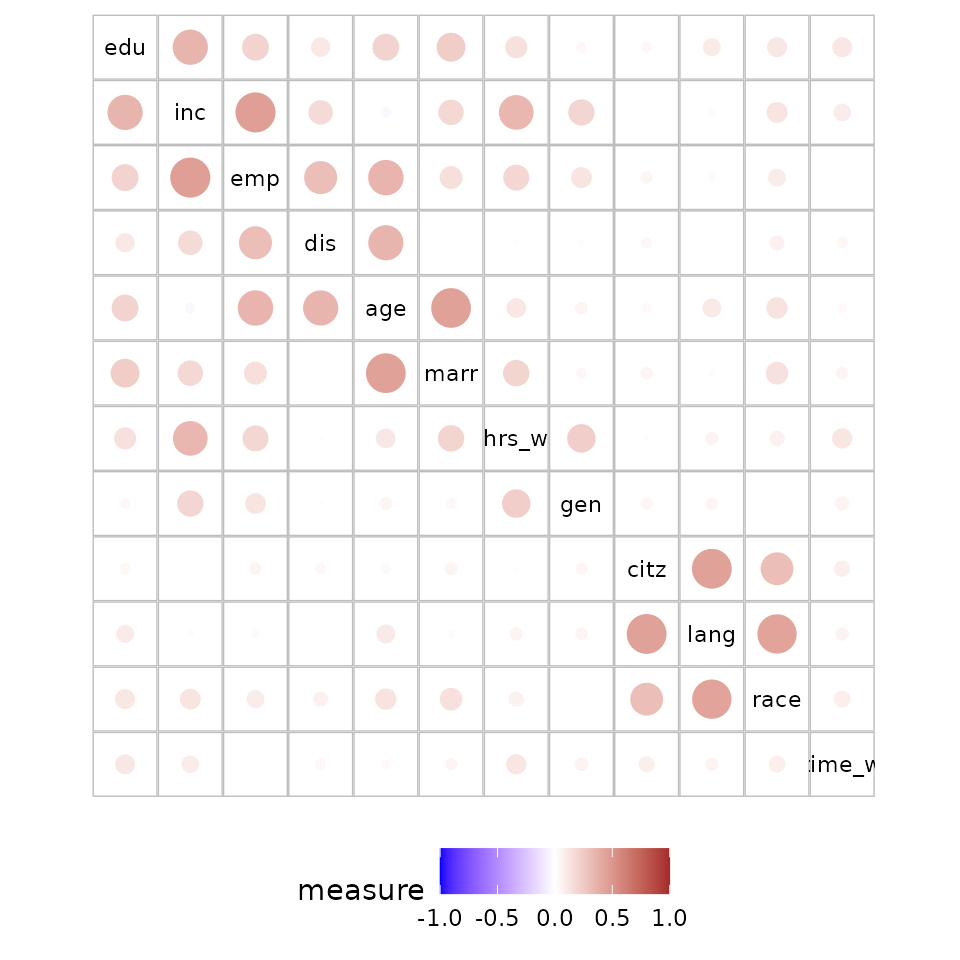 edu
inc
emp
dis
age
marr
hrs_w
gen
citz
lang
race
time_w
measure
-1.0 -0.5 0.0 0.5 1.0